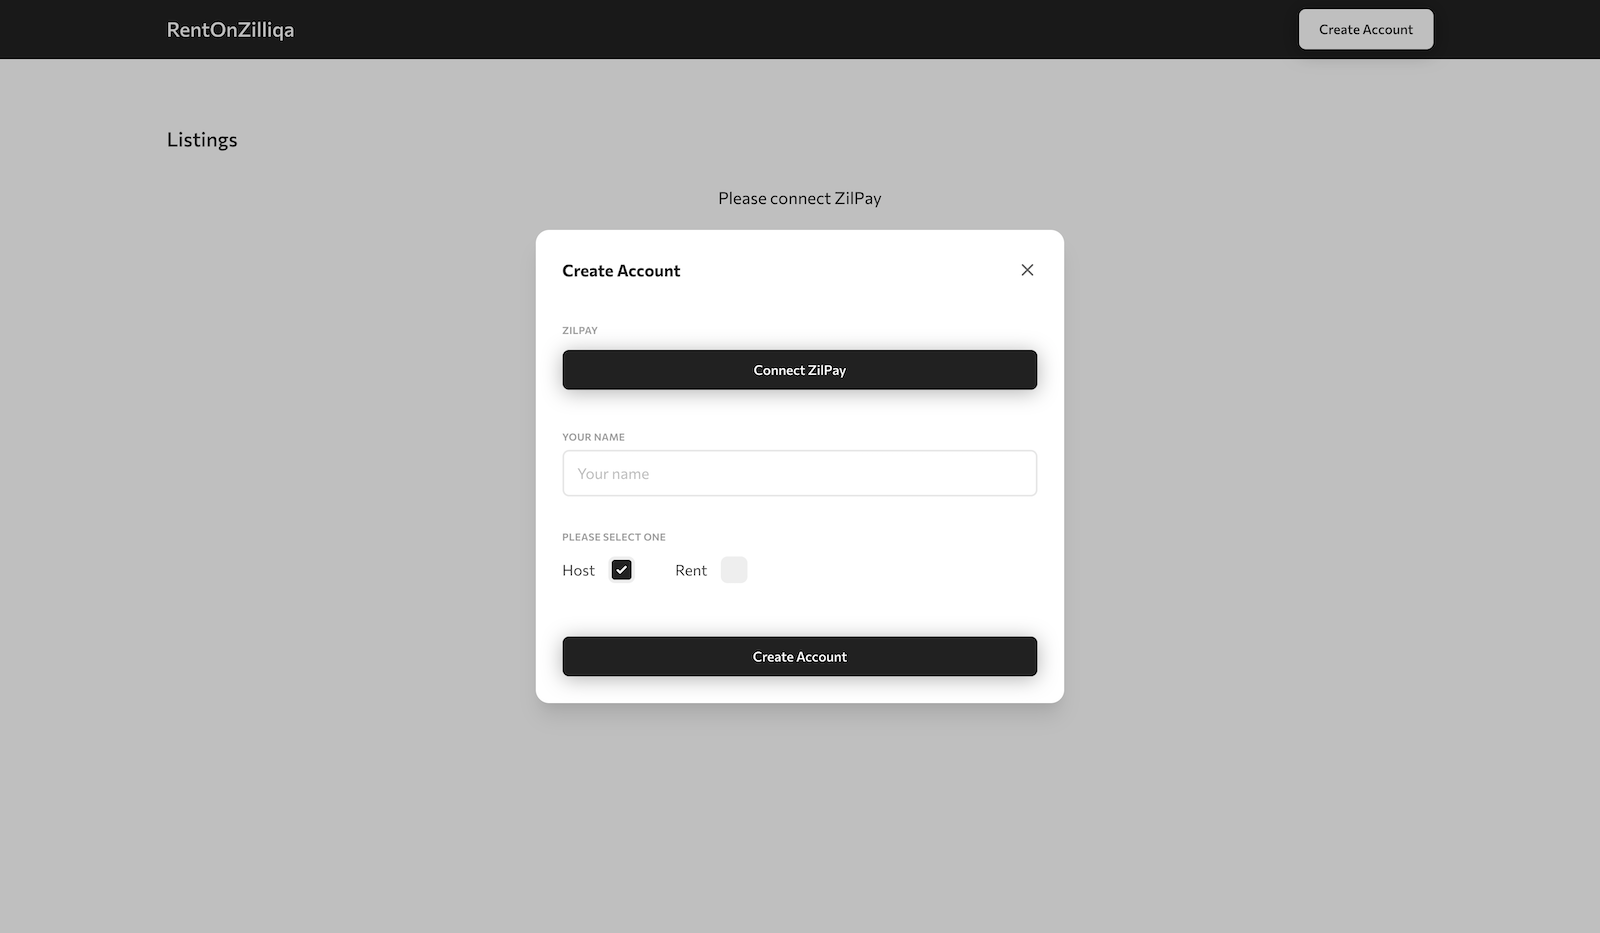 RentOnZilliqa
Create Account
Listings
Please connect ZilPay
Create Account
ZILPAY
Connect ZilPay
YOUR NAME
Your name
PLEASE SELECT ONE
Host Rent
Create Account